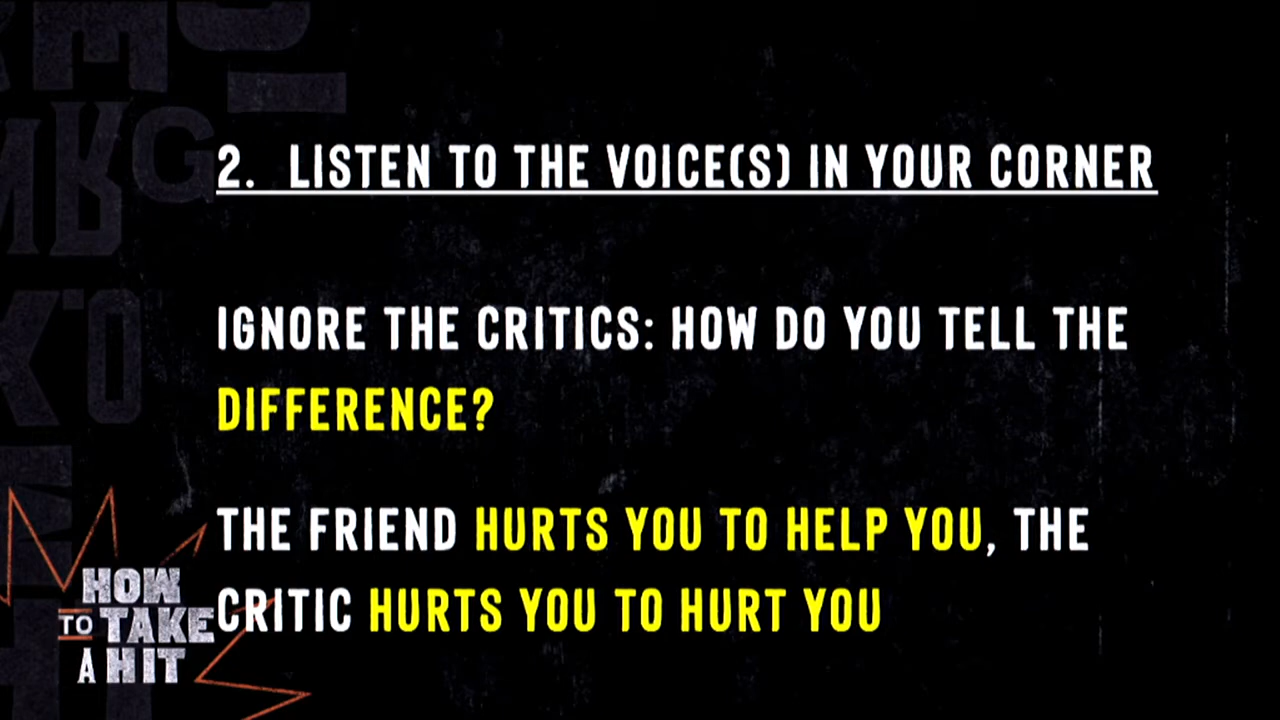 2. LISTEN TO THE VOICE(S) IN YOUR CORNER
IGNORE THE CRITICS: HOW DO YOU TELL THE
DIFFERENCE?
THE FRIEND HURTS YOU TO HELP YOU, THE
CRITIC HURTS YOU TO HURT YOU
HOW
TO TAKE
A HIT